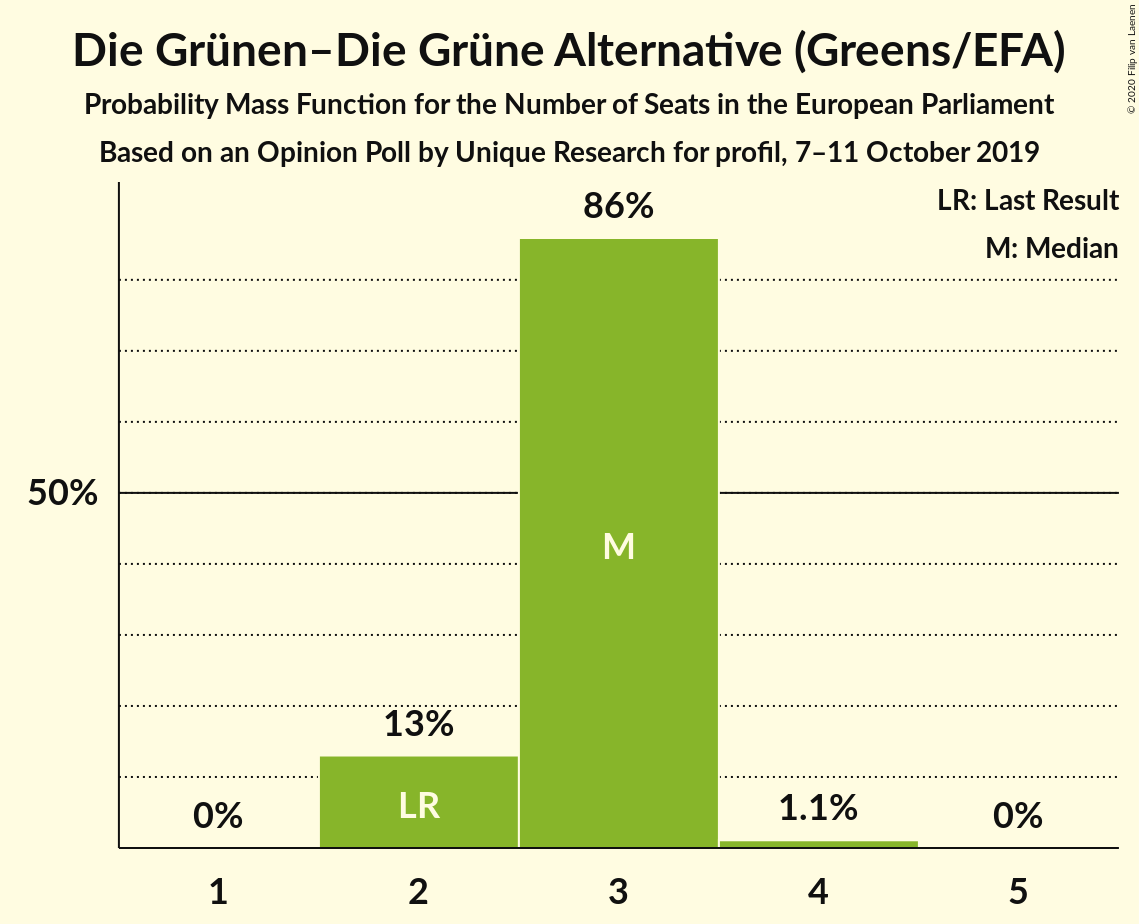 Die Grünen–Die Grüne Alternative (Greens/EFA)
Probability Mass Function for the Number of Seats in the European Parliament
Based on an Opinion Poll by Unique Research for profil, 7–11 October 2019
© 2020 Filip van Laenen
LR: Last Result
M: Median
86%
50%
M
13%
LR
0%
1.1%
0%
1
2
3
4
5